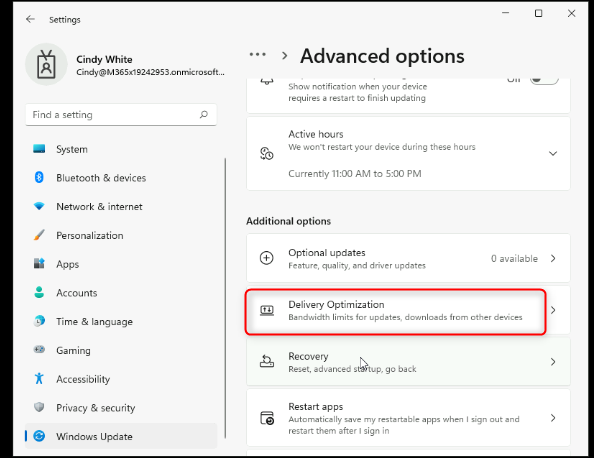 Settings
Cindy White
Cindy@M365x19242953.onmicrosoft...
Find a setting
System
Bluetooth & devices
Network & internet
Personalization
Apps
Accounts
Time & language
Gaming
Accessibility
Privacy & security
Windows Update
... > Advanced options
Show notification when your device
requires a restart to finish updating
Off
Active hours
We won't restart your device during these hours
Currently 11:00 AM to 5:00 PM
Additional options
Optional updates
Feature, quality, and driver updates
0 available
Delivery Optimization
Bandwidth limits for updates, downloads from other devices
Recovery
Reset, advanced startup, go back
Restart apps
Automatically save my restartable apps when I sign out and
restart them after I sign in